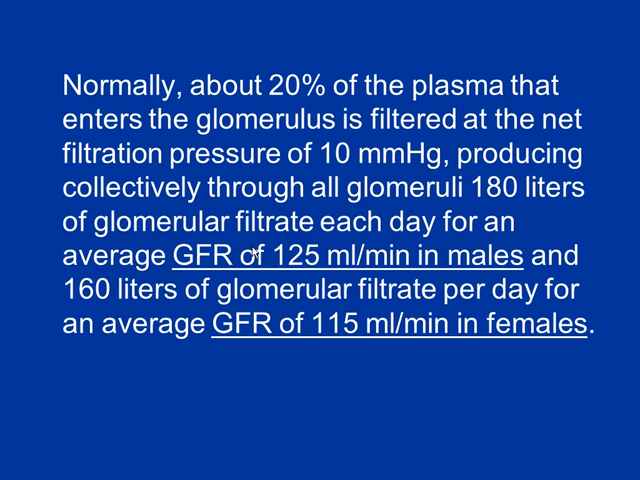 Normally, about 20% of the plasma that
enters the glomerulus is filtered at the net
filtration pressure of 10 mmHg, producing
collectively through all glomeruli 180 liters
of glomerular filtrate each day for an
average GFR of 125 ml/min in males and
160 liters of glomerular filtrate per day for
an average GFR of 115 ml/min in females.